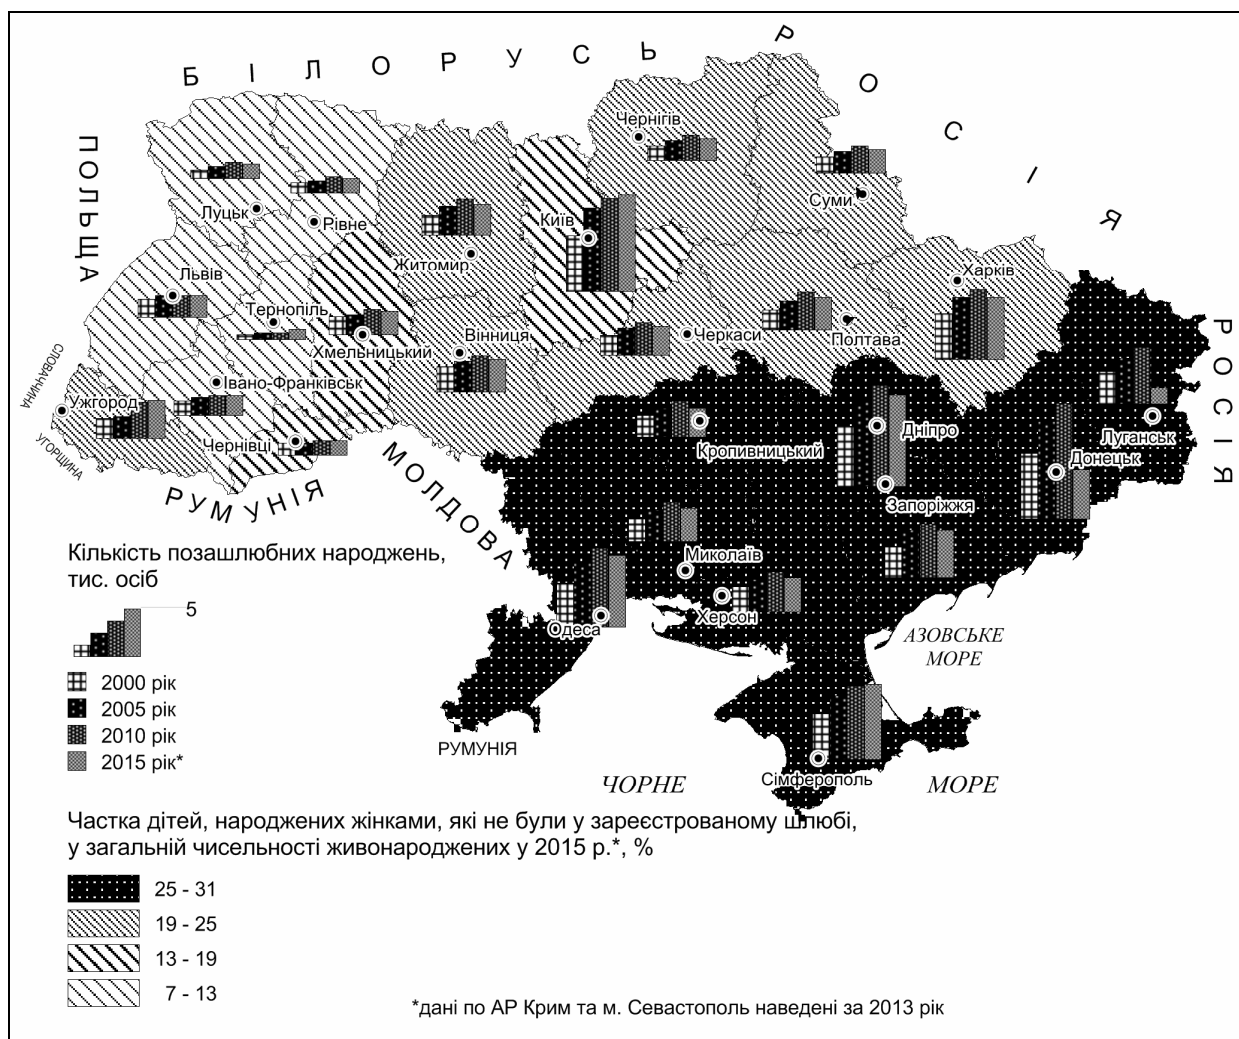 БІЛОРУСЬ
РОСІЯ
ПОЛЬЩА
Чернігів
Суми
Луцьк
Рівне
Київ
Житомир
Харків
Львів
Тернопіль
Хмельницький
Вінниця
Черкаси
Полтава
РОСІЯ
СЛОВАЧЧИНА
Ужгород
Івано-Франківськ
УГОРЩИНА
Чернівці
РУМУНІЯ
МОЛДОВА
Кропивницький
Дніпро
Луганськ
Донецьк
Запоріжжя
Миколаїв
Херсон
Одеса
АЗОВСЬКЕ
МОРЕ
РУМУНІЯ
Сімферополь
ЧОРНЕ
МОРЕ
Кількість позашлюбних народжень,
тис. осіб
5
2000 рік
2005 рік
2010 рік
2015 рік*
Частка дітей, народжених жінками, які не були у зареєстрованому шлюбі,
у загальній чисельності живонароджених у 2015 р.*, %
25 - 31
19 - 25
13 - 19
7 - 13
*дані по АР Крим та м. Севастополь наведені за 2013 рік